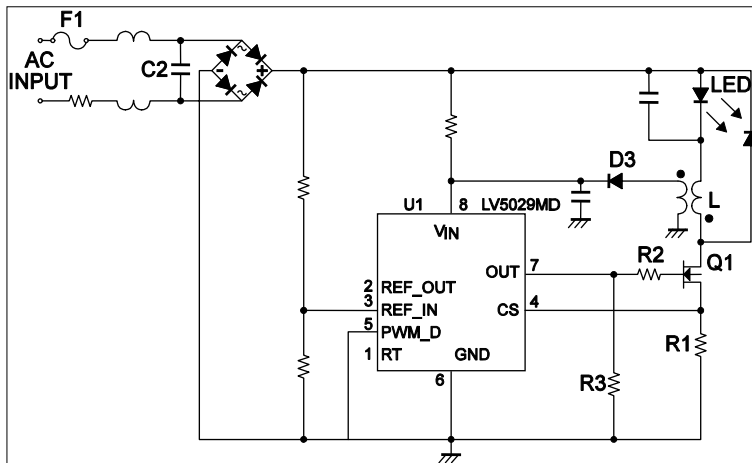 F1
AC
INPUT
C2
~
-
+
~
LED
D3
L
U1
8
LV5029MD
VIN
OUT
7
R2
Q1
2
REF_OUT
3
REF_IN
CS
4
5
PWM_D
R1
1
RT
GND
6
R3